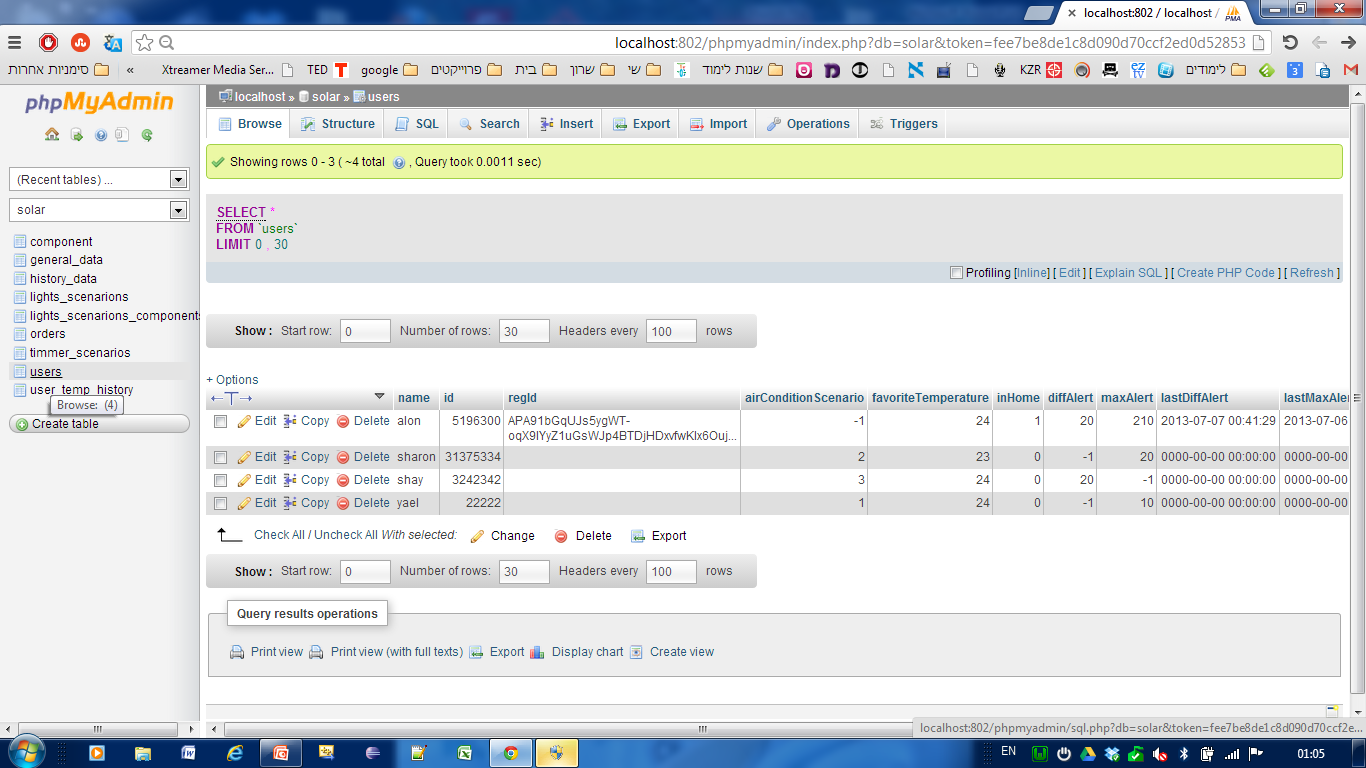 localhost:802 / localhost /
localhost:802/phpmyadmin/index.php?db=solar&token=fee7be8de1c8d090d70ccf2ed0d52853
סימניות אחרות « Xtreamer Media Ser... TED google פרוייקטים בית שרון שי שנות לימוד KZR לימודים
phpMyAdmin
(Recent tables) ...
solar
component
general_data
history_data
lights_scenarions
lights_scenarions_component
orders
timmer_scenarios
users
user_temp_history
Browse: (4)
Create table
localhost » solar » users
Browse Structure SQL Search Insert Export Import Operations Triggers
Showing rows 0 - 3 ( ~4 total , Query took 0.0011 sec)
SELECT *
FROM `users`
LIMIT 0 , 30
Profiling [Inline] [ Edit ] [ Explain SQL ] [ Create PHP Code ] [ Refresh ]
Show : Start row: 0 Number of rows: 30 Headers every 100 rows
+ Options
←T→ name id regId airConditionScenario favoriteTemperature inHome diffAlert maxAlert lastDiffAlert lastMaxAler
Edit Copy Delete alon 5196300 APA91bGqUJs5ygWT- -1 24 1 20 210 2013-07-07 00:41:29 2013-07-06
oqX9IYyZ1uGsWJp4BTDjHDxvfwKlx6Ouj...
Edit Copy Delete sharon 31375334 2 23 0 -1 20 0000-00-00 00:00:00 0000-00-00
Edit Copy Delete shay 3242342 3 24 0 20 -1 0000-00-00 00:00:00 0000-00-00
Edit Copy Delete yael 22222 1 24 0 -1 10 0000-00-00 00:00:00 0000-00-00
Check All / Uncheck All With selected: Change Delete Export
Show : Start row: 0 Number of rows: 30 Headers every 100 rows
Query results operations
Print view Print view (with full texts) Export Display chart Create view
localhost:802/phpmyadmin/sql.php?db=solar&token=fee7be8de1c8d090d70ccf2e...
EN 01:05